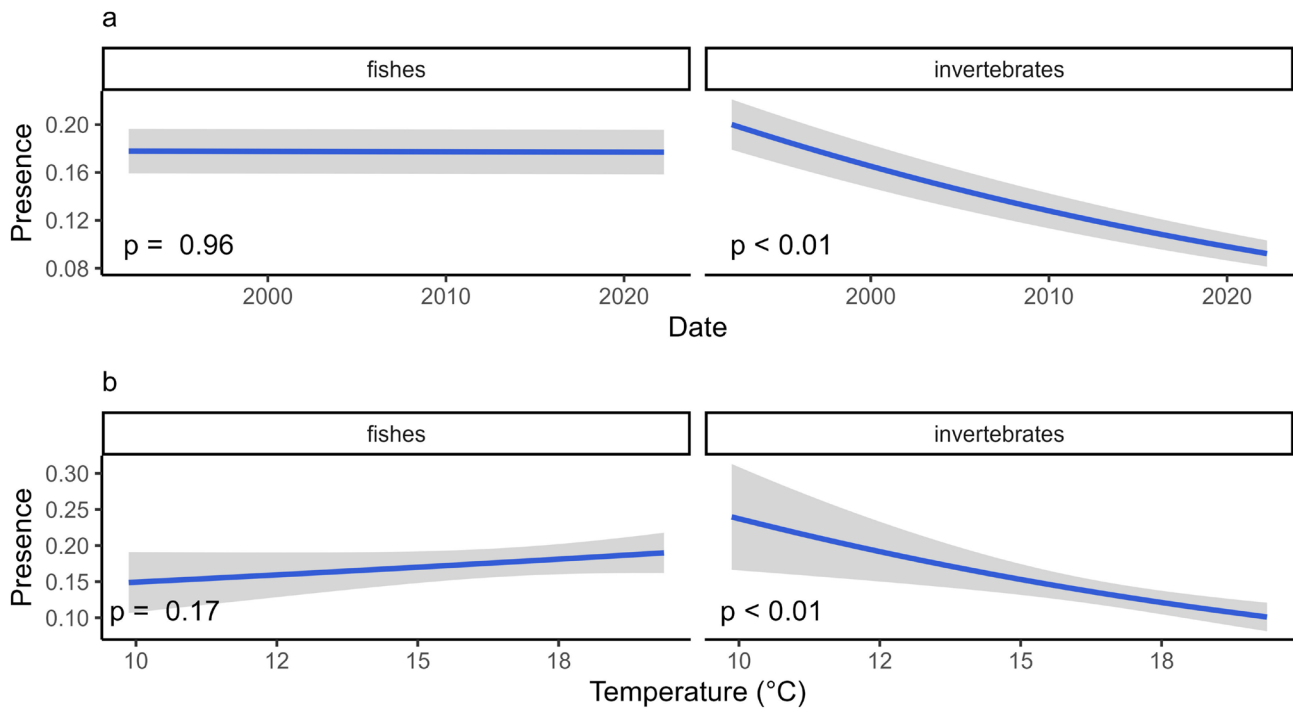 a
fishes invertebrates
Presence
0.20
0.16
0.12
0.08
p = 0.96 p < 0.01
2000 2010 2020 2000 2010 2020
Date
b
fishes invertebrates
Presence
0.30
0.25
0.20
0.15
0.10
p = 0.17 p < 0.01
10 12 15 18 10 12 15 18
Temperature (°C)